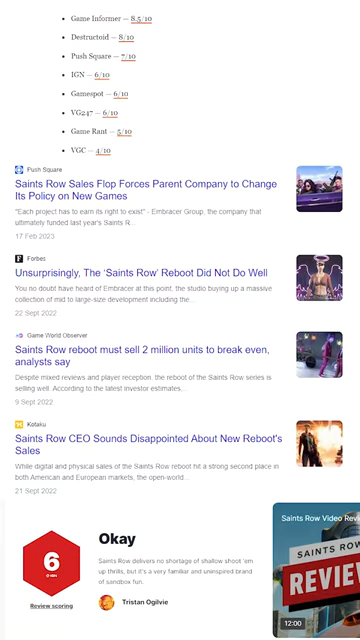 Game Informer — 8.5/10
Destructoid — 8/10
Push Square — 7/10
IGN — 6/10
Gamespot — 6/10
VG247 — 6/10
Game Rant — 5/10
VGC — 4/10
Push Square
Saints Row Sales Flop Forces Parent Company to Change
Its Policy on New Games
"Each project has to earn its right to exist" - Embracer Group, the company that
ultimately funded last year's Saints R...
17 Feb 2023
Forbes
Unsurprisingly, The 'Saints Row' Reboot Did Not Do Well
You no doubt have heard of Embracer at this point, the studio buying up a massive
collection of mid to large-size development including the...
22 Sept 2022
Game World Observer
Saints Row reboot must sell 2 million units to break even,
analysts say
Despite mixed reviews and player reception, the reboot of the Saints Row series is
selling well. According to the latest investor estimates,...
9 Sept 2022
Kotaku
Saints Row CEO Sounds Disappointed About New Reboot's
Sales
While digital and physical sales of the Saints Row reboot hit a strong second place in
both American and European markets, the open-world...
21 Sept 2022
6
IGN
Review scoring
Okay
Saints Row delivers no shortage of shallow shoot 'em
up thrills, but it's a very familiar and uninspired brand
of sandbox fun.
Tristan Ogilvie
Saints Row Video Revi
SAINTS ROW
REVIE
12:00